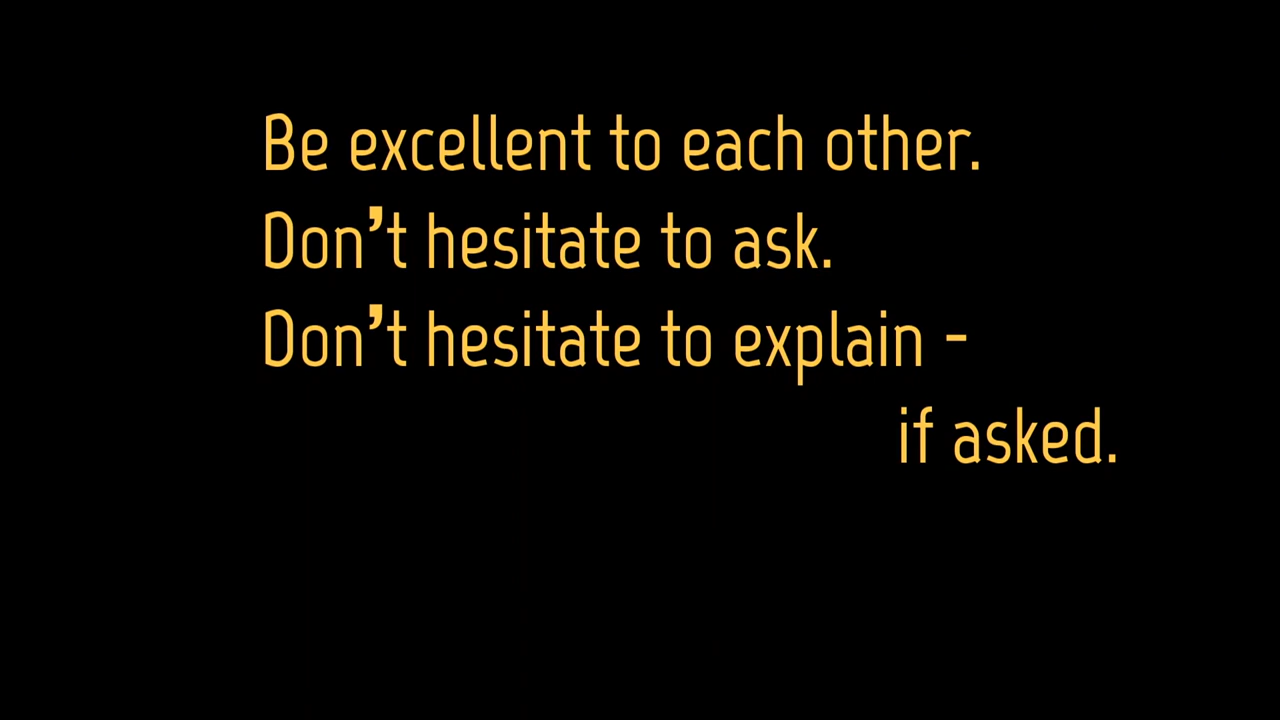 Be excellent to each other.
Don’t hesitate to ask.
Don’t hesitate to explain -
if asked.